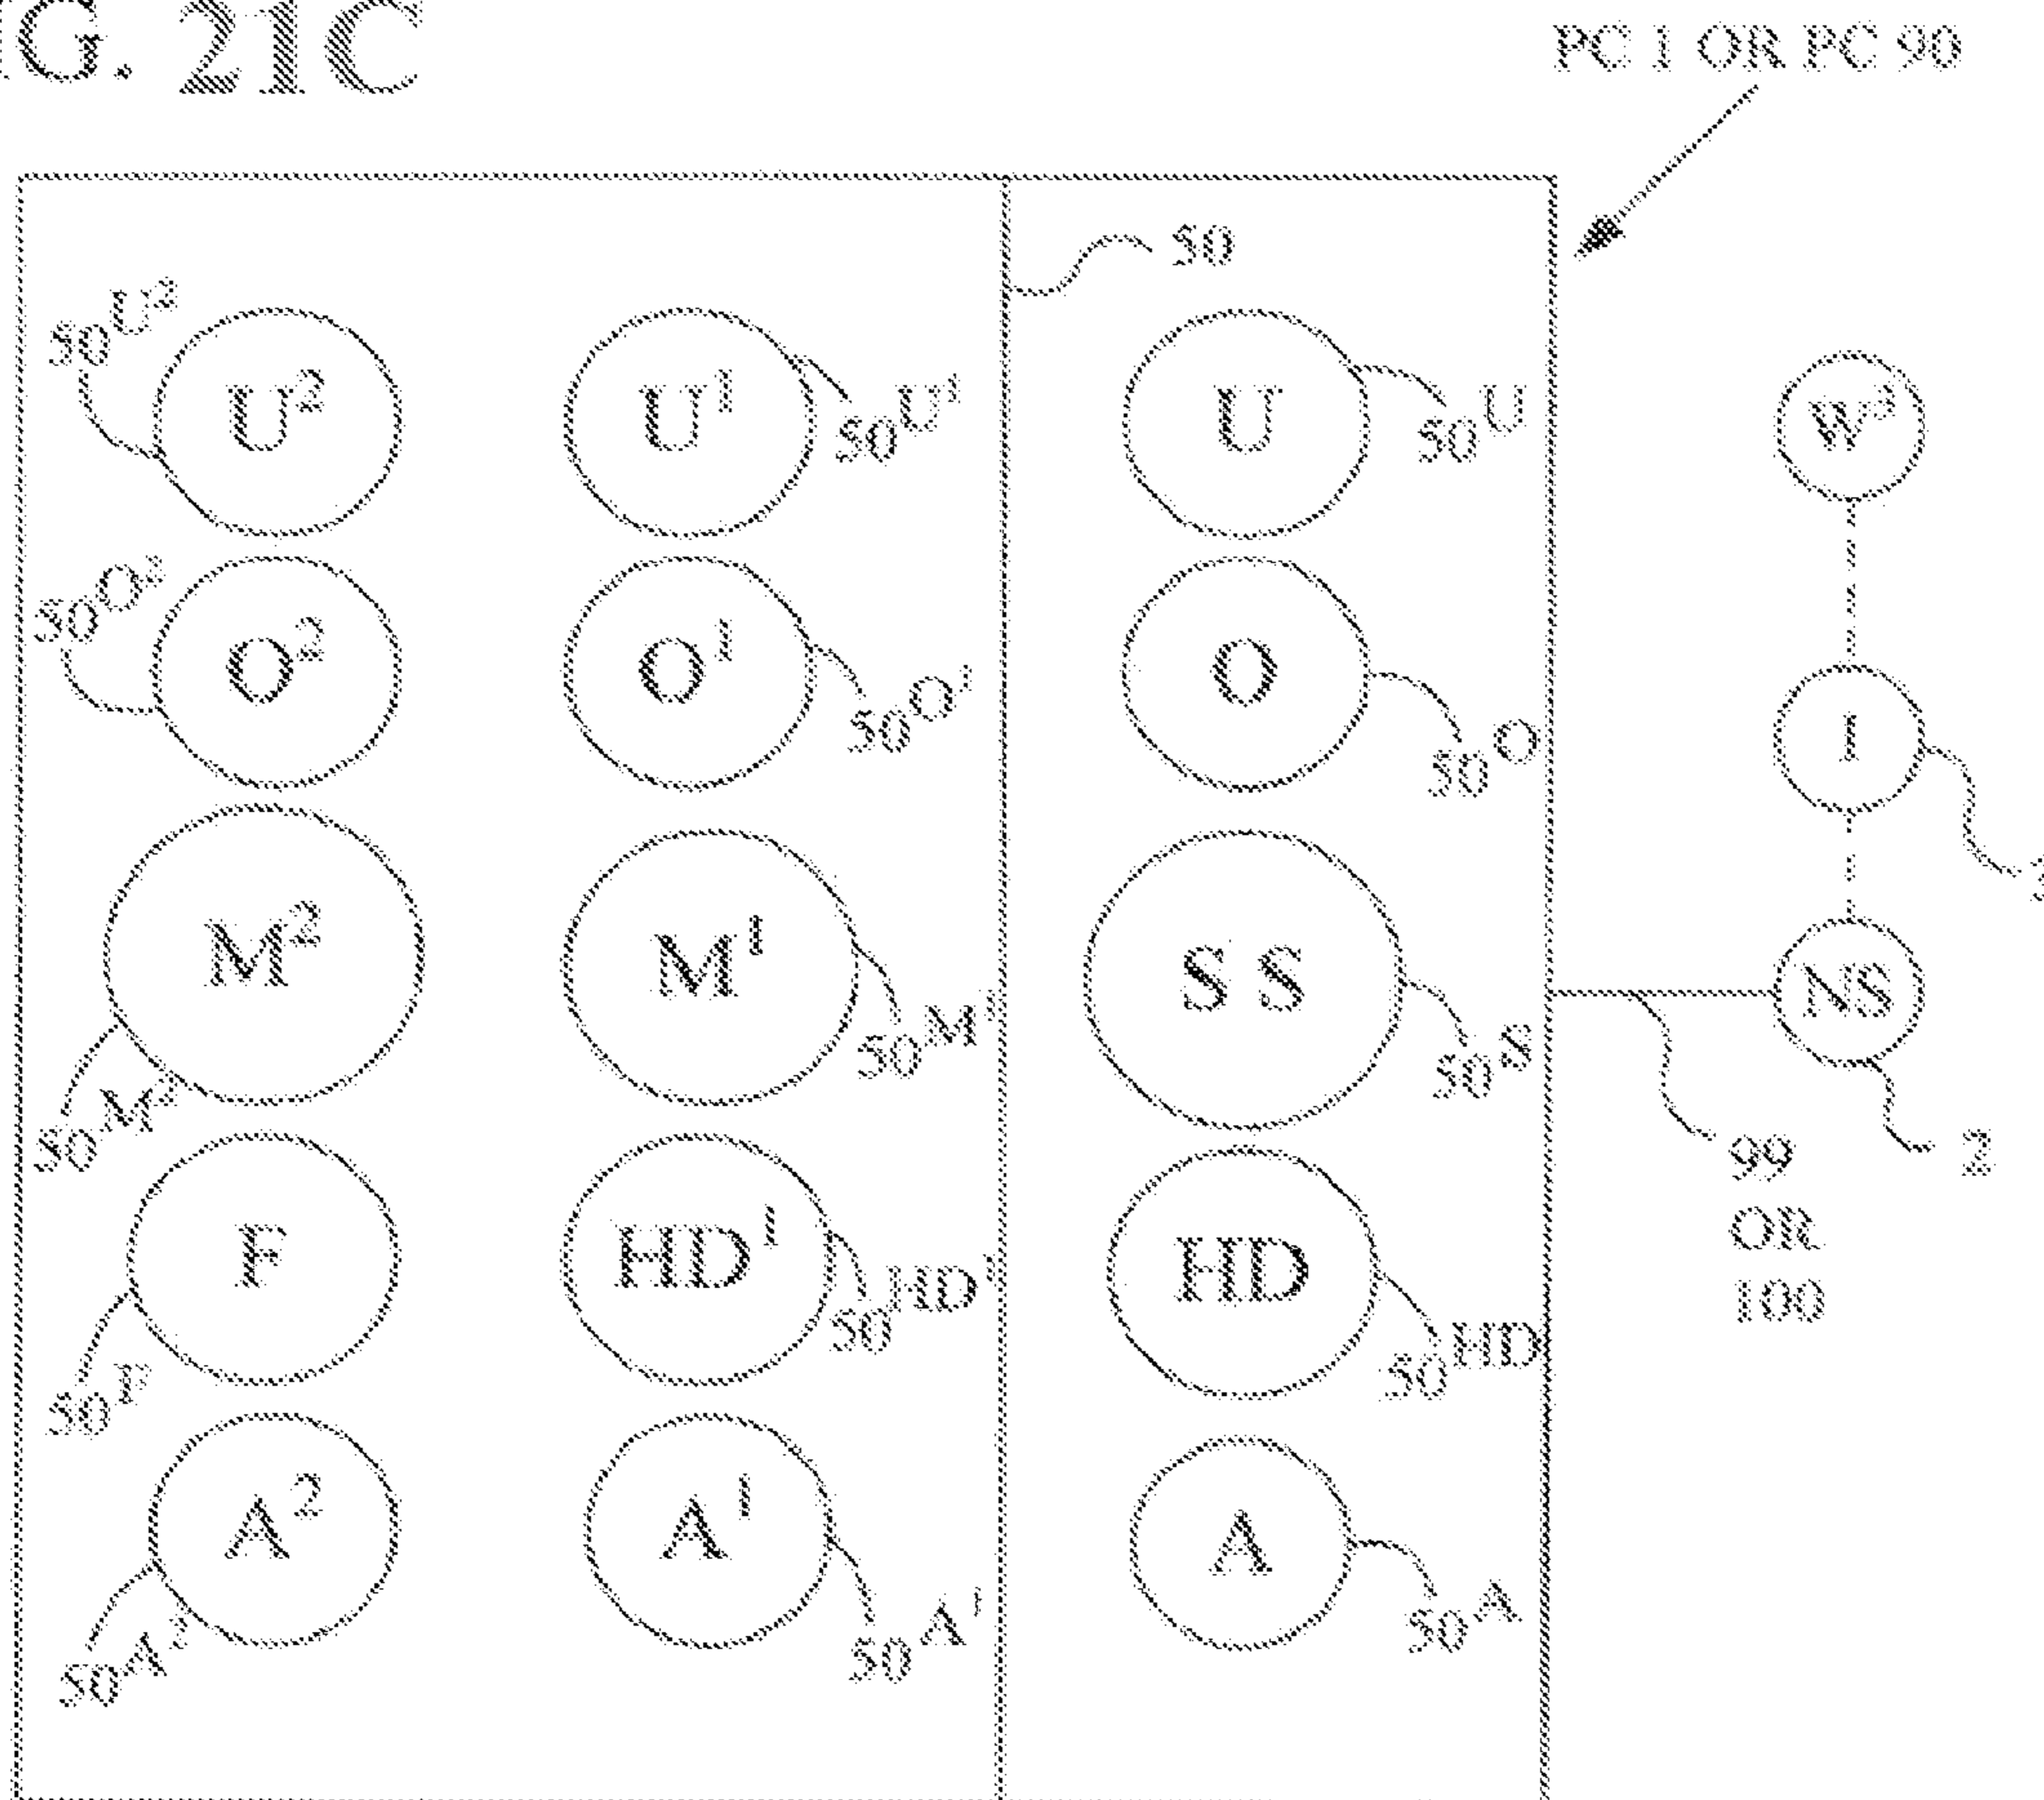 G. 21C
PC 1 OR PC 90
50
50U²
U²
U¹
50U¹
U
50U
W³
50O²
O²
O¹
50O¹
O
50O
I
M²
50M²
M¹
50M¹
S S
50S
NS
2
99
OR
100
F
50F
HD¹
50HD¹
HD
50HD
A²
50A²
A¹
50A¹
A
50A